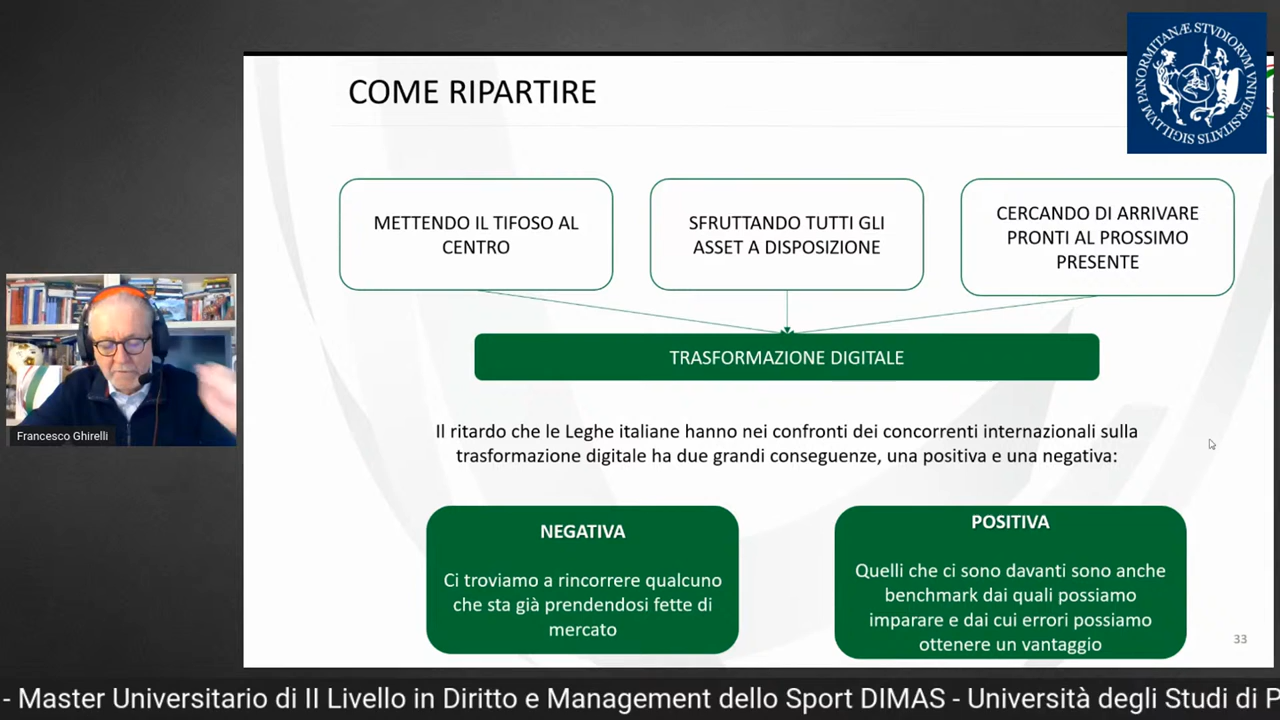 COME RIPARTIRE
SIGILLVM PANORMITANÆ STVDIORVM VNIVERSITATIS
METTENDO IL TIFOSO AL
CENTRO
SFRUTTANDO TUTTI GLI
ASSET A DISPOSIZIONE
CERCANDO DI ARRIVARE
PRONTI AL PROSSIMO
PRESENTE
TRASFORMAZIONE DIGITALE
Francesco Ghirelli
Il ritardo che le Leghe italiane hanno nei confronti dei concorrenti internazionali sulla
trasformazione digitale ha due grandi conseguenze, una positiva e una negativa:
NEGATIVA
Ci troviamo a rincorrere qualcuno
che sta già prendendosi fette di
mercato
POSITIVA
Quelli che ci sono davanti sono anche
benchmark dai quali possiamo
imparare e dai cui errori possiamo
ottenere un vantaggio
33
- Master Universitario di II Livello in Diritto e Management dello Sport DIMAS - Università degli Studi di P